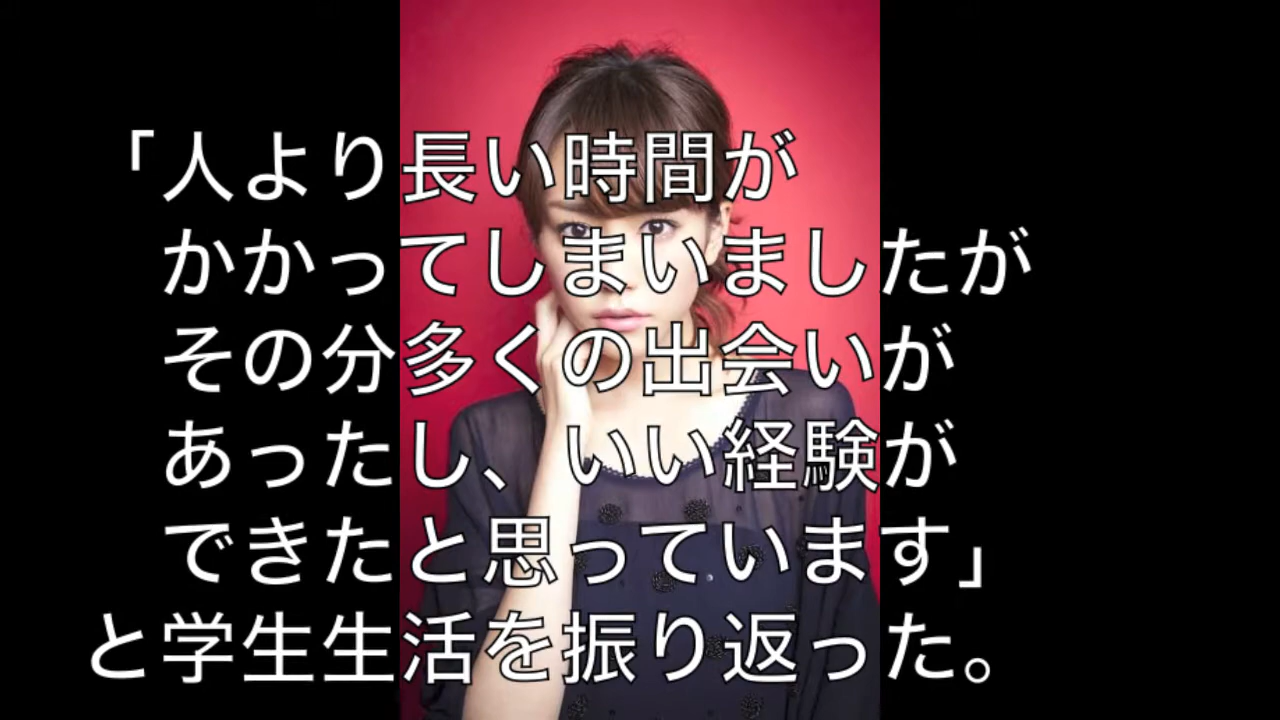 「人より長い時間が
かかってしまいましたが
その分多くの出会いが
あったし、いい経験が
できたと思っています」
と学生生活を振り返った。